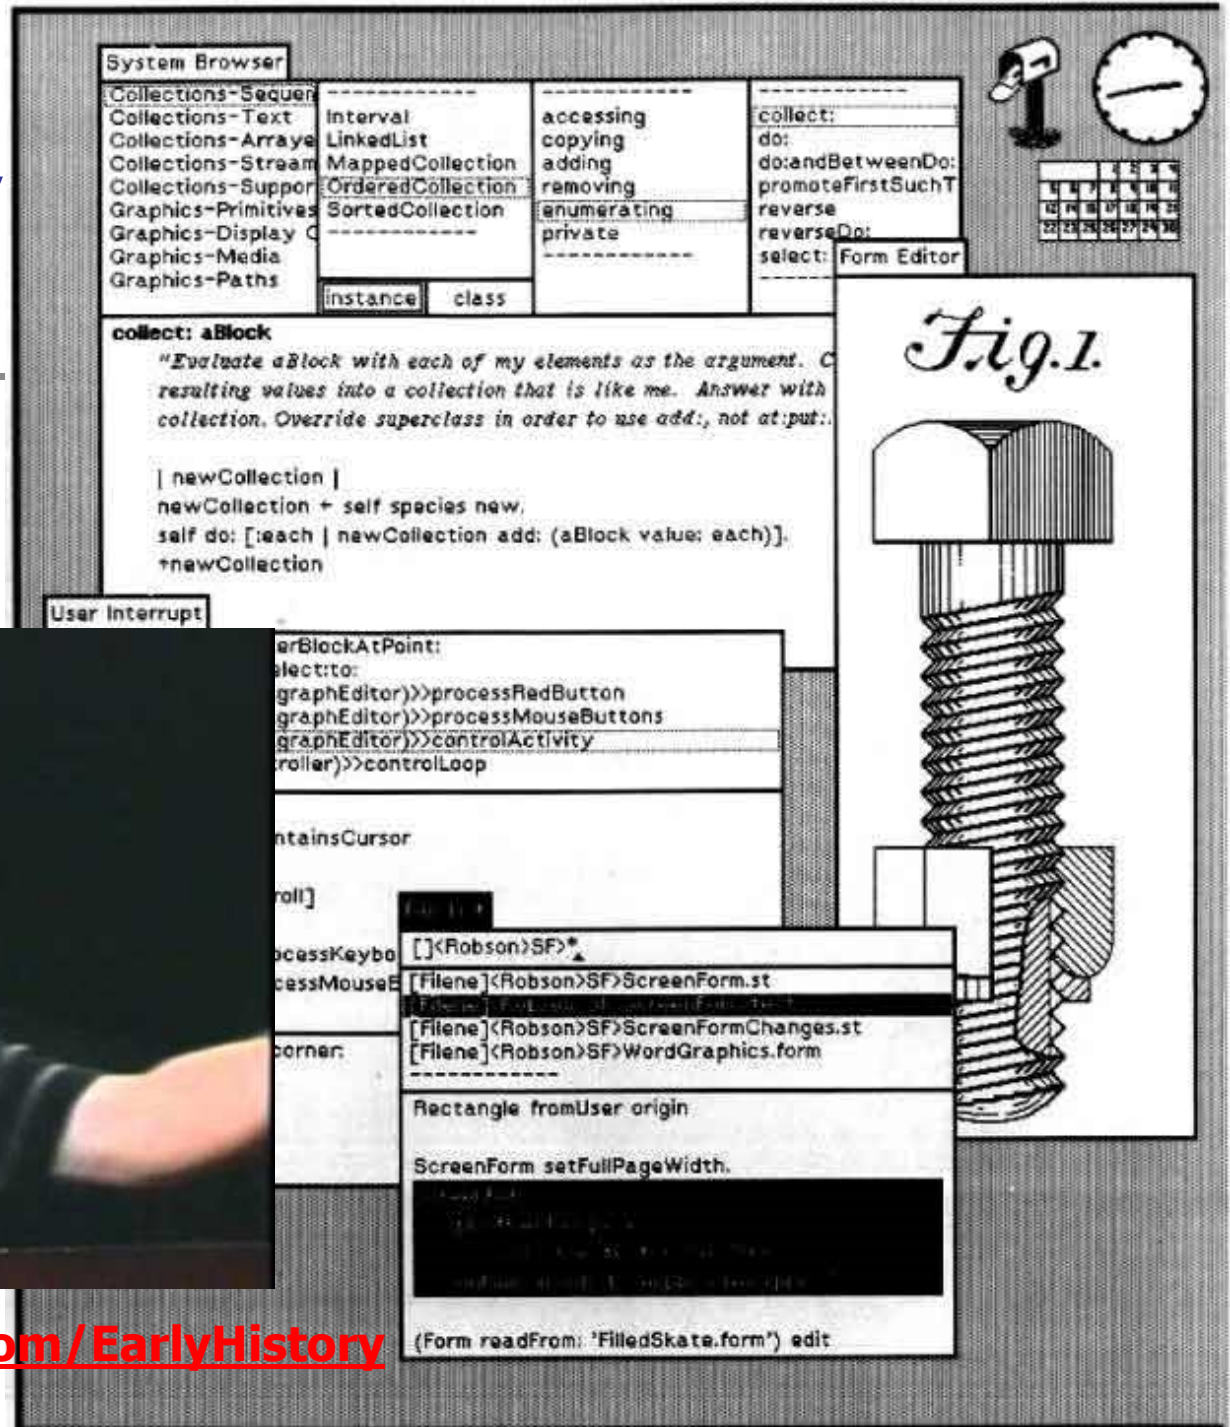 System Browser
Collections-Sequen
Collections-Text
Collections-Arraye
Collections-Stream
Collections-Suppor
Graphics-Primitives
Graphics-Display C
Graphics-Media
Graphics-Paths
------------
Interval
LinkedList
MappedCollection
OrderedCollection
SortedCollection
------------
instance class
------------
accessing
copying
adding
removing
enumerating
private
------------
------------
collect:
do:
do:andBetweenDo:
promoteFirstSuchT
reverse
reverseDo:
select:
Form Editor
Fig. 1.
collect: aBlock
"Evaluate aBlock with each of my elements as the argument. C
resulting values into a collection that is like me. Answer with
collection. Override superclass in order to use add:, not at:put:.
| newCollection |
newCollection ← self species new.
self do: [:each | newCollection add: (aBlock value: each)].
↑newCollection
User Interrupt
erBlockAtPoint:
elect:to:
graphEditor)>>processRedButton
graphEditor)>>processMouseButtons
graphEditor)>>controlActivity
roller)>>controlLoop
ntainsCursor
roll]
ocessKeybo
cessMouseB
corner:
[]<Robson>SF>*
[Filene]<Robson>SF>ScreenForm.st
[Filene]<Robson>SF>ScreenFormChanges.st
[Filene]<Robson>SF>WordGraphics.form
------------
Rectangle fromUser origin
ScreenForm setFullPageWidth.
(Form readFrom: 'FilledSkate.form') edit
om/EarlyHistory